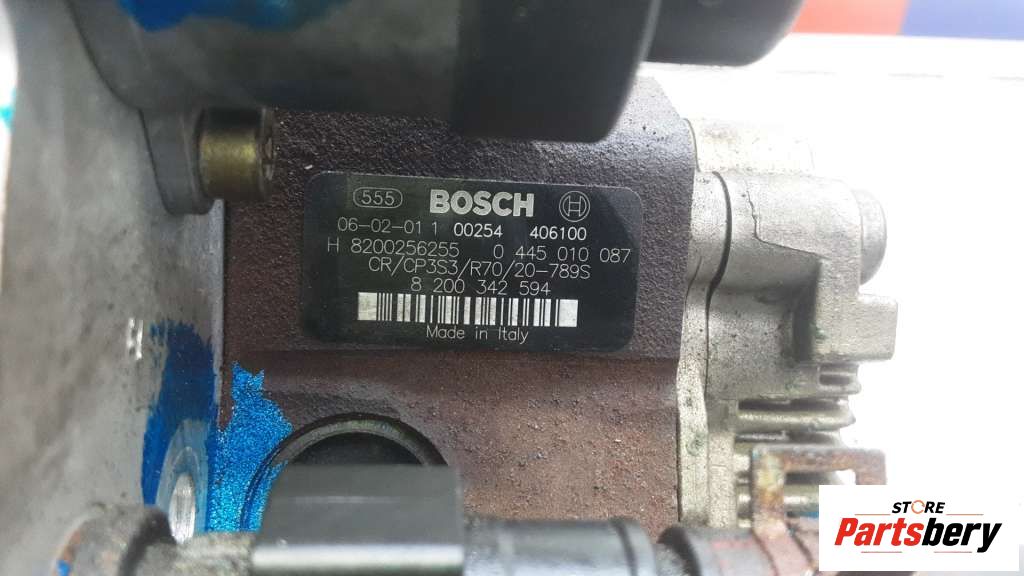 555 BOSCH
06-02-01 1 00254 406100
H 8200256255 0 445 010 087
CR/CP3S3/R70/20-789S
8 200 342 594
Made in Italy
STORE
Partsbery